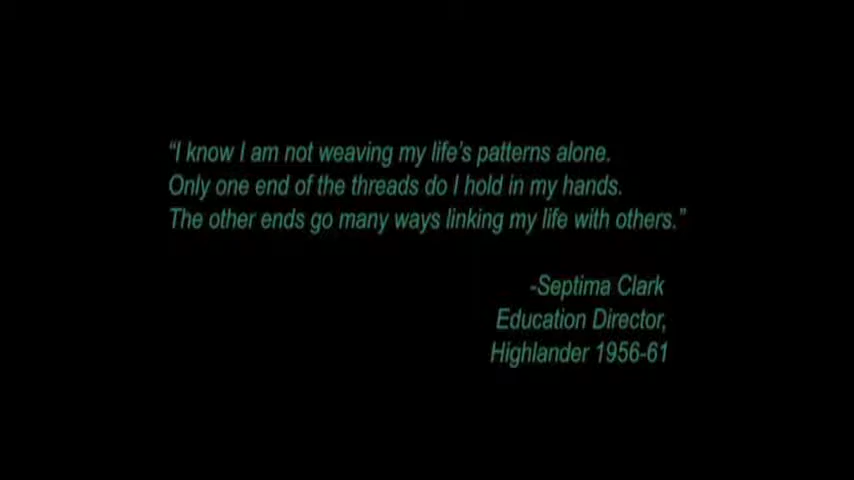 “I know I am not weaving my life’s patterns alone.
Only one end of the threads do I hold in my hands.
The other ends go many ways linking my life with others.”
-Septima Clark
Education Director,
Highlander 1956-61